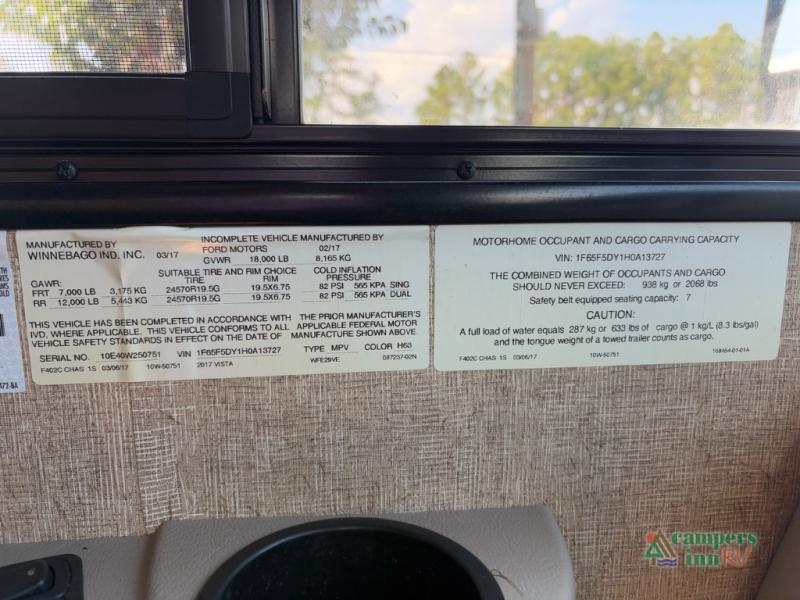 MANUFACTURED BY
WINNEBAGO IND. INC. 03/17
INCOMPLETE VEHICLE MANUFACTURED BY
FORD MOTORS 02/17
GVWR 18,000 LB 8,165 KG
GAWR: SUITABLE TIRE AND RIM CHOICE COLD INFLATION
TIRE RIM PRESSURE
FRT 7,000 LB 3,175 KG 24570R19.5G 19.5X6.75 82 PSI 565 KPA SING
RR 12,000 LB 5,443 KG 24570R19.5G 19.5X6.75 82 PSI 565 KPA DUAL
THIS VEHICLE HAS BEEN COMPLETED IN ACCORDANCE WITH THE PRIOR MANUFACTURER'S
IVD, WHERE APPLICABLE. THIS VEHICLE CONFORMS TO ALL APPLICABLE FEDERAL MOTOR
VEHICLE SAFETY STANDARDS IN EFFECT ON THE DATE OF MANUFACTURE SHOWN ABOVE.
SERIAL NO. 10E40W250751 VIN 1F65F5DY1H0A13727 TYPE MPV COLOR H63
F402C CHAS 1S 03/06/17 10W-50751 2017 VISTA WFE29VE 087237-02N
MOTORHOME OCCUPANT AND CARGO CARRYING CAPACITY
VIN: 1F65F5DY1H0A13727
THE COMBINED WEIGHT OF OCCUPANTS AND CARGO
SHOULD NEVER EXCEED: 938 kg or 2068 lbs
Safety belt equipped seating capacity: 7
CAUTION:
A full load of water equals 287 kg or 633 lbs of cargo @ 1 kg/L (8.3 lbs/gal)
and the tongue weight of a towed trailer counts as cargo.
F402C CHAS 1S 03/06/17 10W-50751 158454-01-01A
campers
inn RV